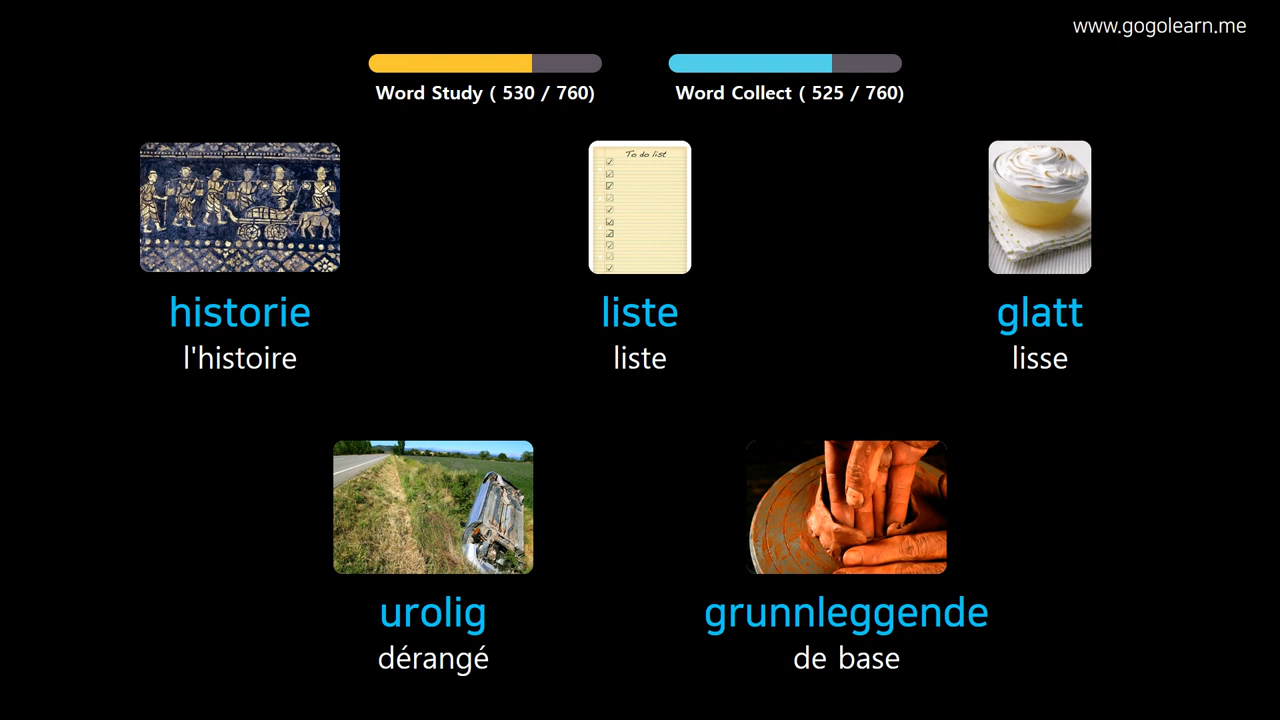 www.gogolearn.me
Word Study ( 530 / 760)
Word Collect ( 525 / 760)
To do list
historie
l'histoire
liste
liste
glatt
lisse
urolig
dérangé
grunnleggende
de base